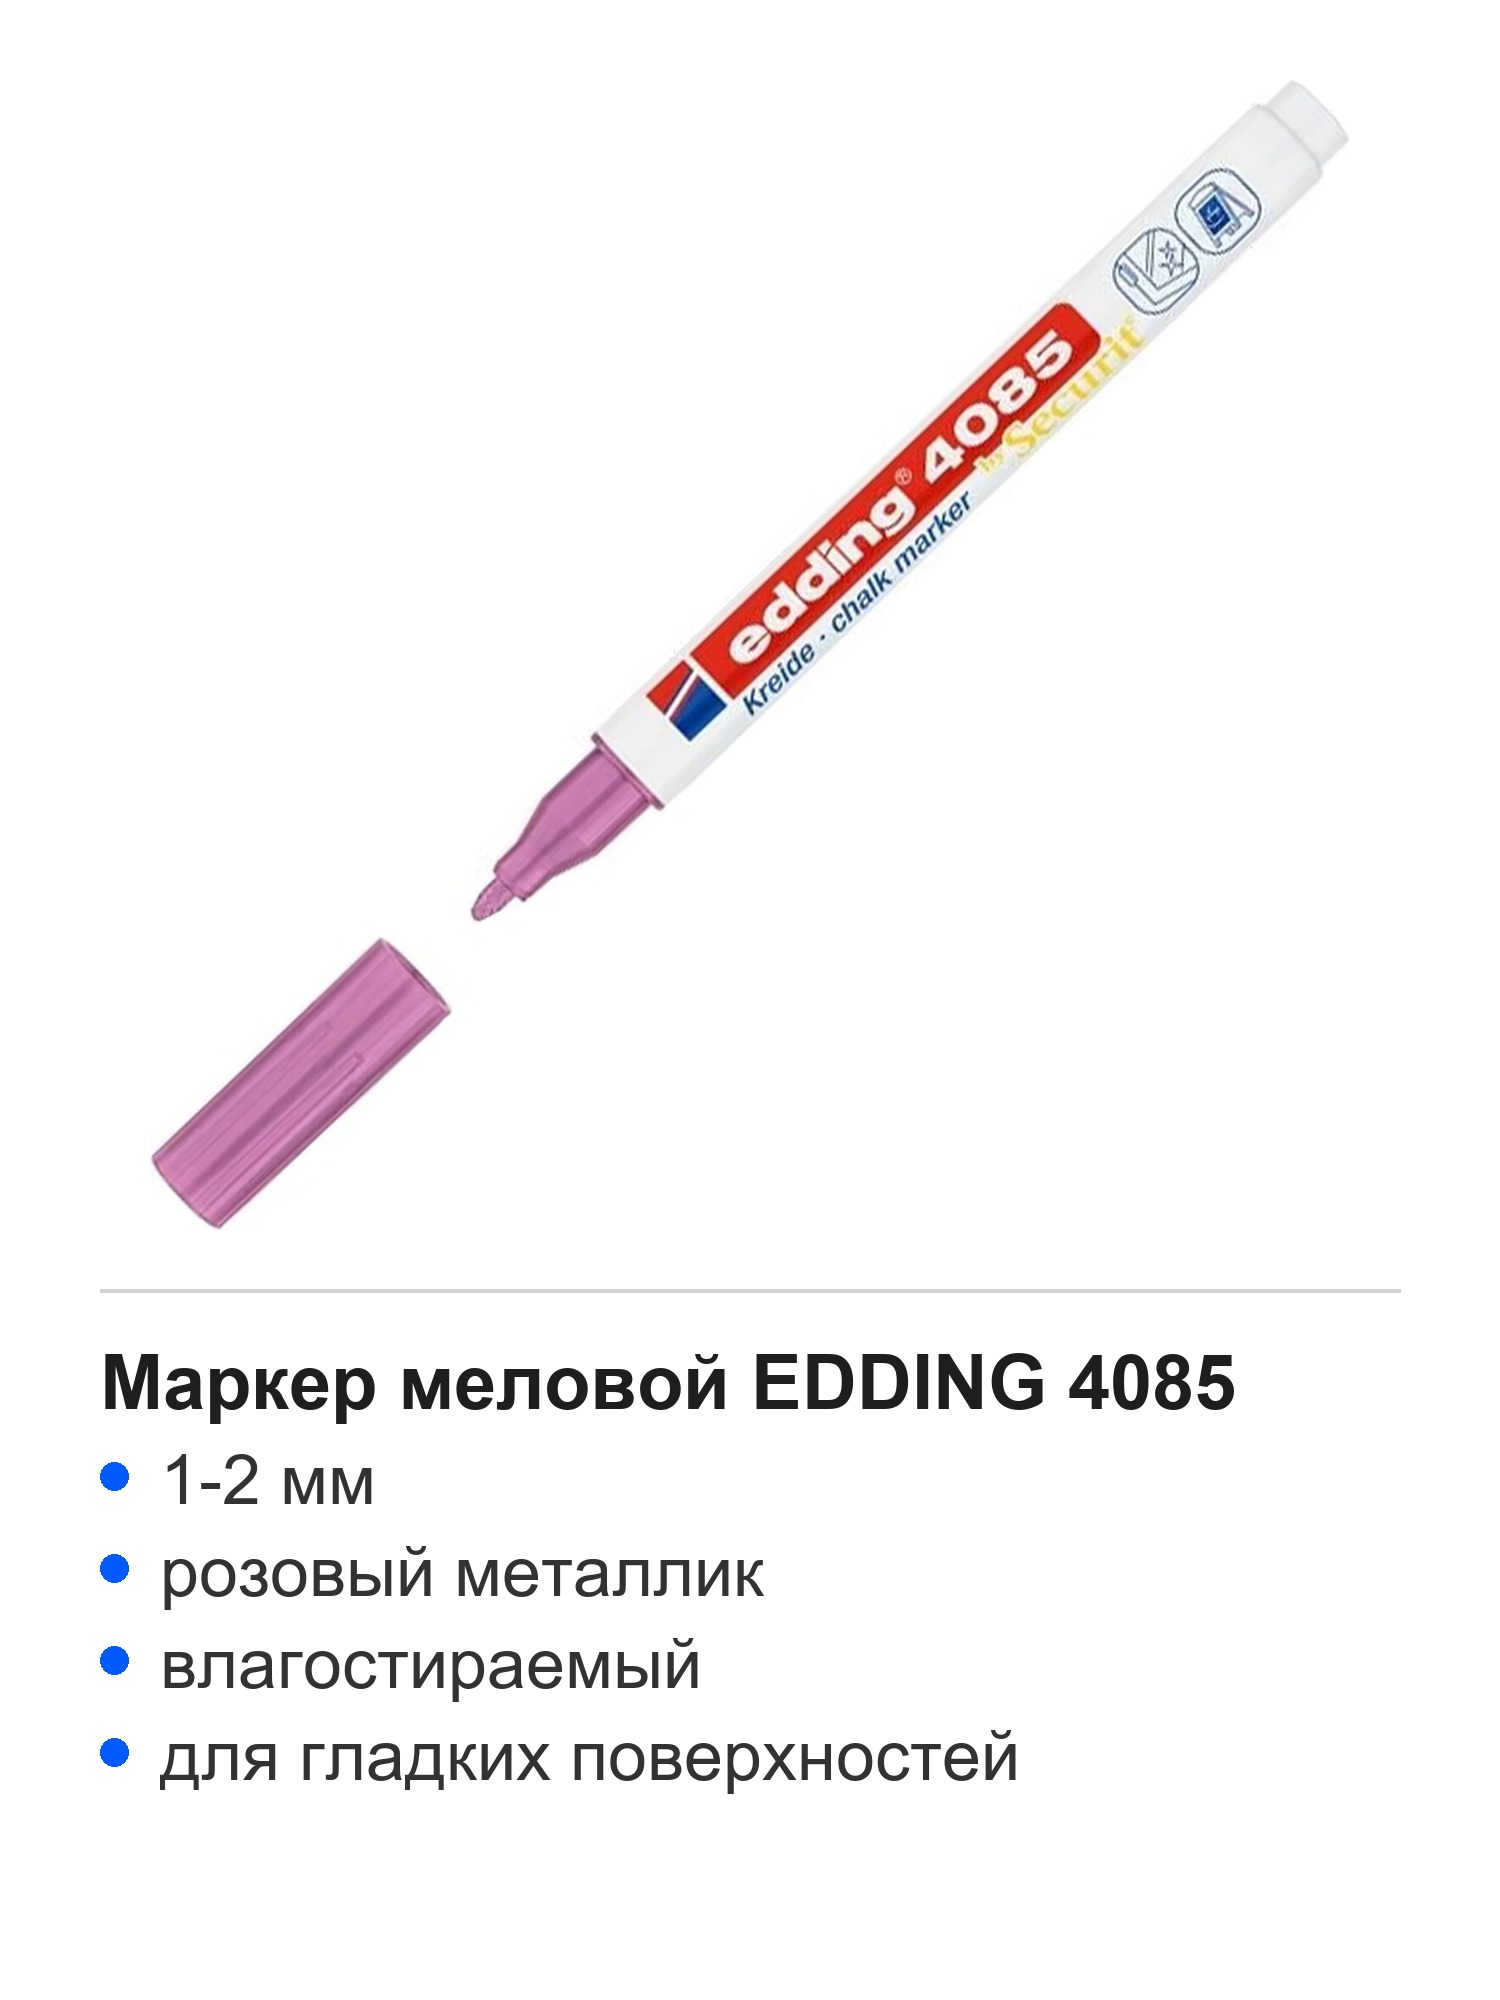 edding® 4085
by Securit®
Kreide · chalk marker
Маркер меловой EDDING 4085
1-2 мм
розовый металлик
влагостираемый
для гладких поверхностей